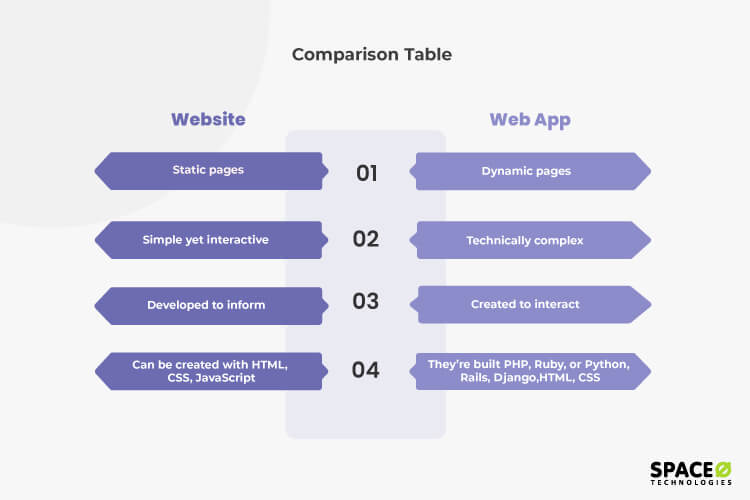 Comparison Table
Website
Web App
Static pages
01
Dynamic pages
Simple yet interactive
02
Technically complex
Developed to inform
03
Created to interact
Can be created with HTML,
CSS, JavaScript
04
They're built PHP, Ruby, or Python,
Rails, Django,HTML, CSS
SPACE
TECHNOLOGIES